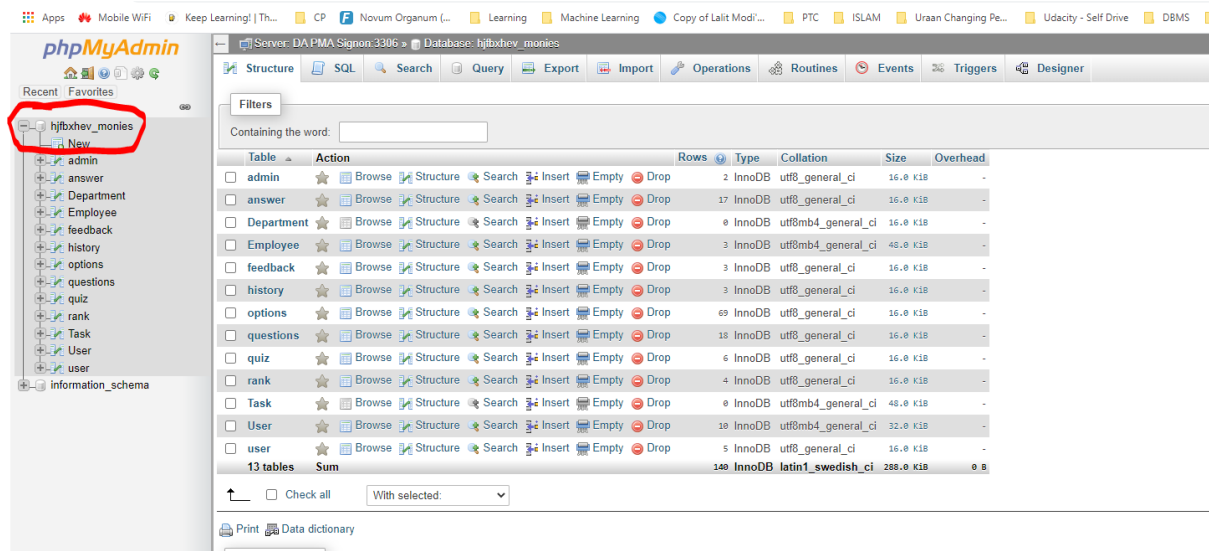 Apps Mobile WiFi Keep Learning! | Th... CP Novum Organum (... Learning Machine Learning Copy of Lalit Modi'... PTC ISLAM Uraan Changing Pe... Udacity - Self Drive DBMS
phpMyAdmin
Recent Favorites
hjfbxhev_monies
New
admin
answer
Department
Employee
feedback
history
options
questions
quiz
rank
Task
User
user
information_schema
Server: DA PMA Signon:3306 » Database: hjfbxhev_monies
Structure SQL Search Query Export Import Operations Routines Events Triggers Designer
Filters
Containing the word:
Table Action Rows Type Collation Size Overhead
admin Browse Structure Search Insert Empty Drop 2 InnoDB utf8_general_ci 16.0 KiB -
answer Browse Structure Search Insert Empty Drop 17 InnoDB utf8_general_ci 16.0 KiB -
Department Browse Structure Search Insert Empty Drop 0 InnoDB utf8mb4_general_ci 16.0 KiB -
Employee Browse Structure Search Insert Empty Drop 3 InnoDB utf8mb4_general_ci 48.0 KiB -
feedback Browse Structure Search Insert Empty Drop 3 InnoDB utf8_general_ci 16.0 KiB -
history Browse Structure Search Insert Empty Drop 3 InnoDB utf8_general_ci 16.0 KiB -
options Browse Structure Search Insert Empty Drop 69 InnoDB utf8_general_ci 16.0 KiB -
questions Browse Structure Search Insert Empty Drop 18 InnoDB utf8_general_ci 16.0 KiB -
quiz Browse Structure Search Insert Empty Drop 6 InnoDB utf8_general_ci 16.0 KiB -
rank Browse Structure Search Insert Empty Drop 4 InnoDB utf8_general_ci 16.0 KiB -
Task Browse Structure Search Insert Empty Drop 0 InnoDB utf8mb4_general_ci 48.0 KiB -
User Browse Structure Search Insert Empty Drop 10 InnoDB utf8mb4_general_ci 32.0 KiB -
user Browse Structure Search Insert Empty Drop 5 InnoDB utf8_general_ci 16.0 KiB -
13 tables Sum 140 InnoDB latin1_swedish_ci 288.0 KiB 0 B
Check all With selected:
Print Data dictionary